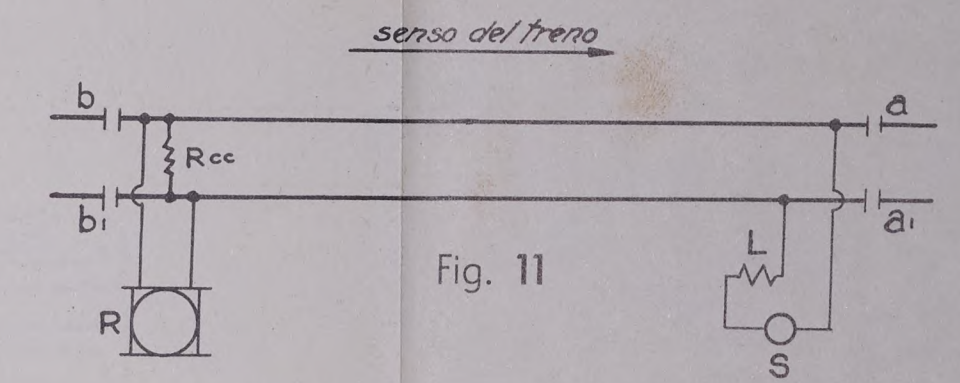 senso del treno
b
a
Rcc
b1
a1
L
Fig. 11
R
S